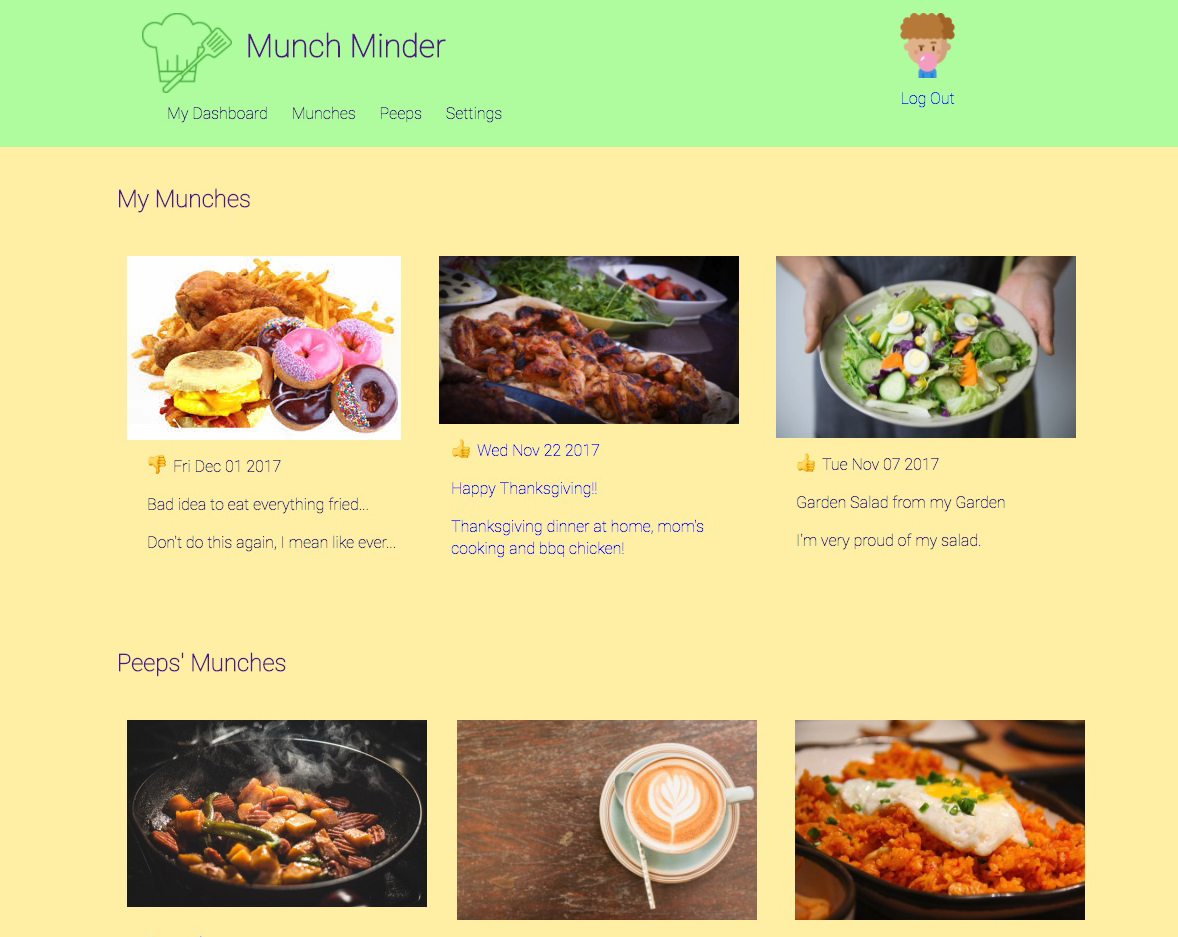 Munch Minder
Log Out
My Dashboard Munches Peeps Settings
My Munches
Fri Dec 01 2017
Bad idea to eat everything fried...
Don't do this again, I mean like ever...
Wed Nov 22 2017
Happy Thanksgiving!!
Thanksgiving dinner at home, mom's
cooking and bbq chicken!
Tue Nov 07 2017
Garden Salad from my Garden
I'm very proud of my salad.
Peeps' Munches